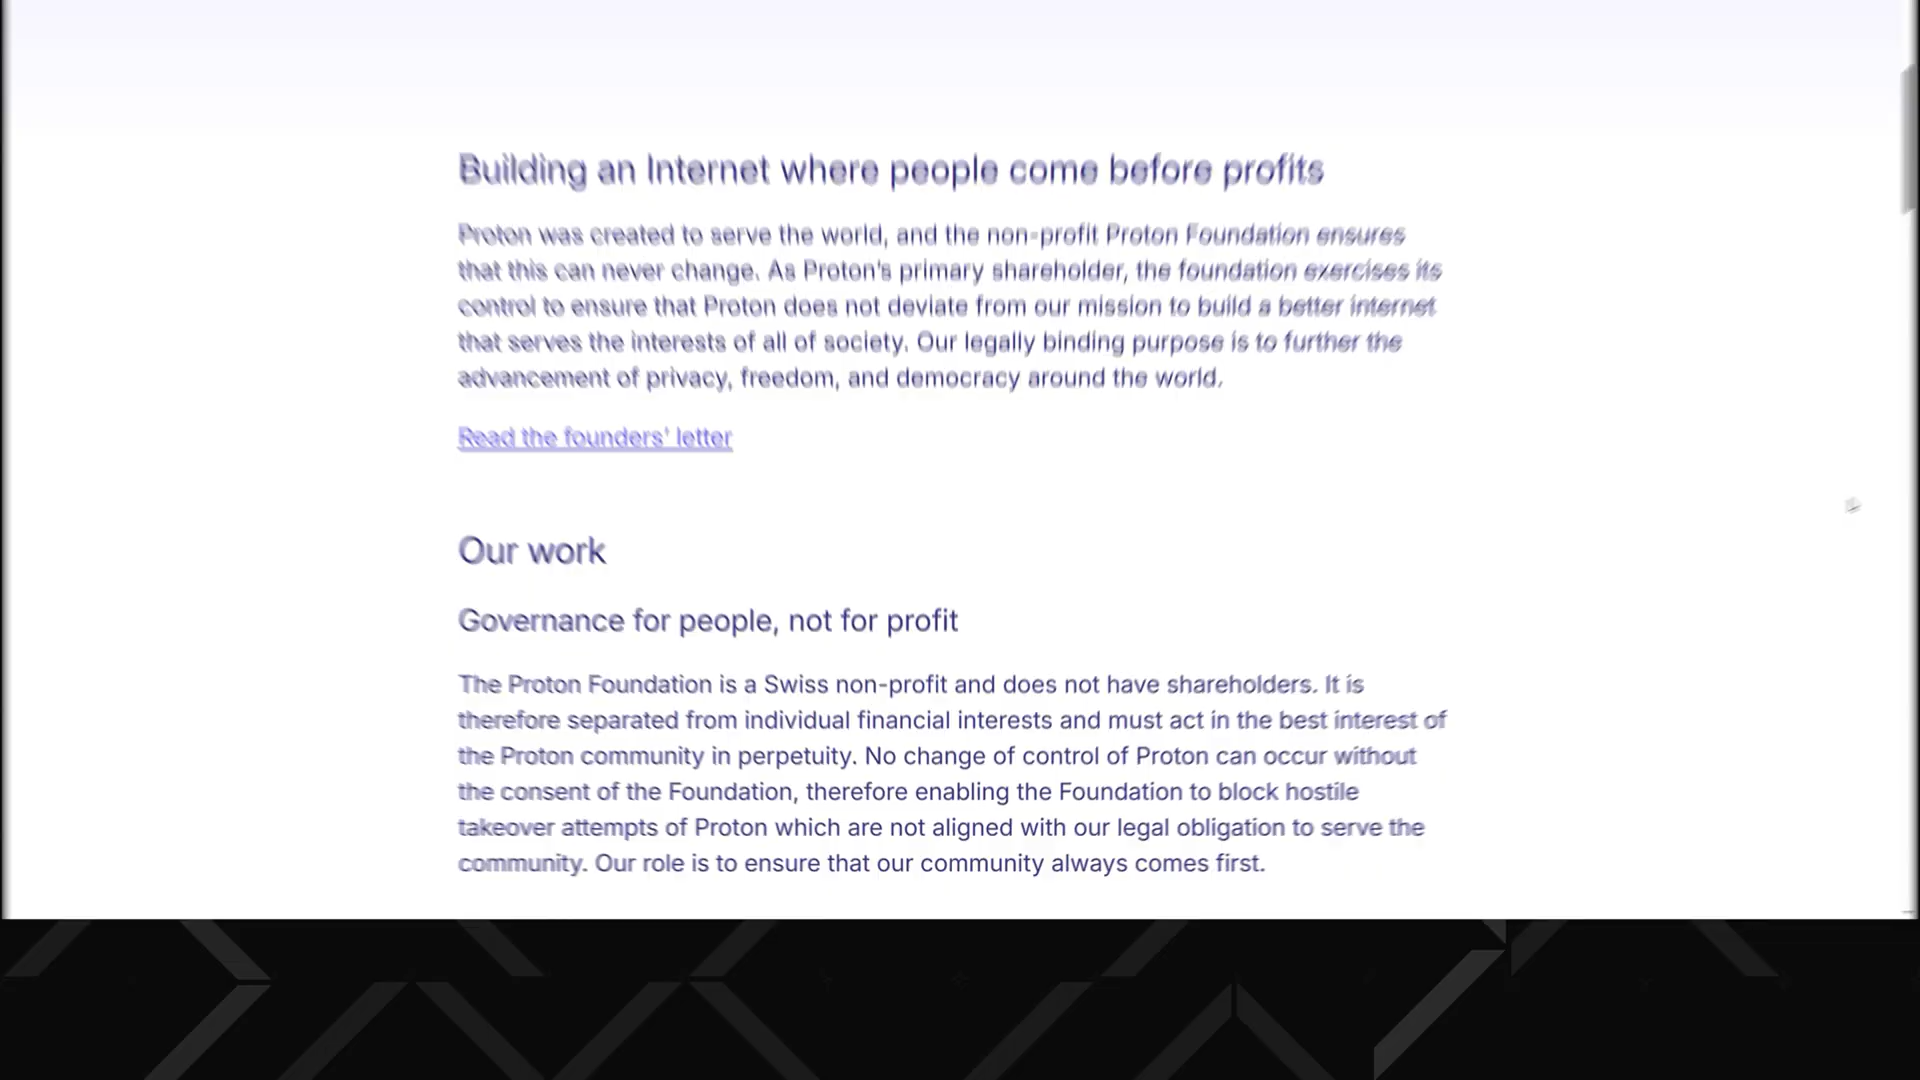 Building an Internet where people come before profits
Proton was created to serve the world, and the non-profit Proton Foundation ensures
that this can never change. As Proton's primary shareholder, the foundation exercises its
control to ensure that Proton does not deviate from our mission to build a better internet
that serves the interests of all of society. Our legally binding purpose is to further the
advancement of privacy, freedom, and democracy around the world.
Read the founders' letter
Our work
Governance for people, not for profit
The Proton Foundation is a Swiss non-profit and does not have shareholders. It is
therefore separated from individual financial interests and must act in the best interest of
the Proton community in perpetuity. No change of control of Proton can occur without
the consent of the Foundation, therefore enabling the Foundation to block hostile
takeover attempts of Proton which are not aligned with our legal obligation to serve the
community. Our role is to ensure that our community always comes first.